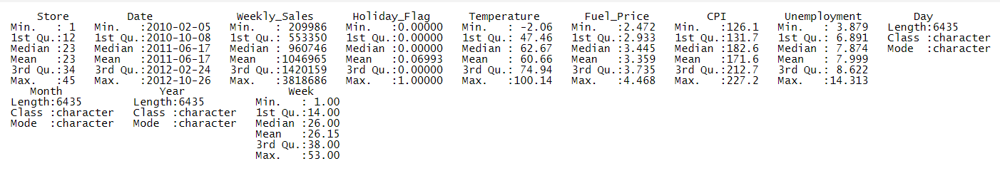 Store         Date              Weekly_Sales      Holiday_Flag      Temperature       Fuel_Price         CPI         Unemployment        Day
 Min.   : 1   Min.   :2010-02-05   Min.   : 209986   Min.   :0.00000   Min.   : -2.06   Min.   :2.472   Min.   :126.1   Min.   : 3.879   Length:6435
 1st Qu.:12   1st Qu.:2010-10-08   1st Qu.: 553350   1st Qu.:0.00000   1st Qu.: 47.46   1st Qu.:2.933   1st Qu.:131.7   1st Qu.: 6.891   Class :character
 Median :23   Median :2011-06-17   Median : 960746   Median :0.00000   Median : 62.67   Median :3.445   Median :182.6   Median : 7.874   Mode  :character
 Mean   :23   Mean   :2011-06-17   Mean   :1046965   Mean   :0.06993   Mean   : 60.66   Mean   :3.359   Mean   :171.6   Mean   : 7.999
 3rd Qu.:34   3rd Qu.:2012-02-24   3rd Qu.:1420159   3rd Qu.:0.00000   3rd Qu.: 74.94   3rd Qu.:3.735   3rd Qu.:212.7   3rd Qu.: 8.622
 Max.   :45   Max.   :2012-10-26   Max.   :3818686   Max.   :1.00000   Max.   :100.14   Max.   :4.468   Max.   :227.2   Max.   :14.313
    Month               Year                Week
 Length:6435        Length:6435        Min.   : 1.00
 Class :character   Class :character   1st Qu.:14.00
 Mode  :character   Mode  :character   Median :26.00
                                       Mean   :26.15
                                       3rd Qu.:38.00
                                       Max.   :53.00